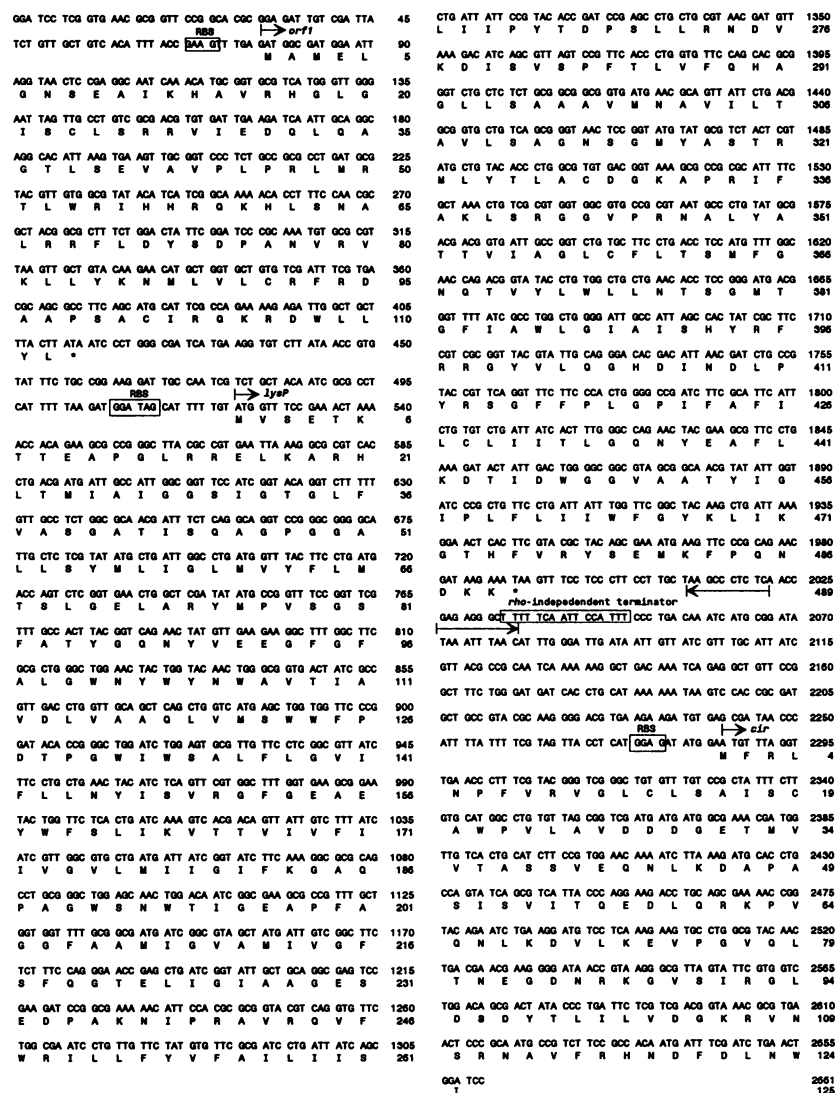 GGA TCC TCG GTG AAC GCG GTT CCG GCA CGC GGA GAT TGT CGA TTA 45
RBS orf1
TCT GTT GCT GTC ACA TTT ACC GAA GTT TGA GAT GGC GAT GGA ATT 90
M A M E L 5
AGG TAA CTC CGA GGC AAT CAA ACA TGC GGT GCG TCA TGG GTT GGG 135
G N S E A I K H A V R H G L G 20
AAT TAG TTG CCT GTC GCG ACG TGT GAT TGA AGA TCA ATT GCA GGC 180
I S C L S R R V I E D Q L Q A 35
AGG CAC ATT AAG TGA AGT TGC GGT CCC TCT GCC GCG CCT GAT GCG 225
G T L S E V A V P L P R L M R 50
TAC GTT GTG GCG TAT ACA TCA TCG GCA AAA ACA CCT TTC CAA CGC 270
T L W R I H H R Q K H L S N A 65
GCT ACG GCG CTT TCT GGA CTA TTC GGA TCC CGC AAA TGT GCG CGT 315
L R R F L D Y S D P A N V R V 80
TAA GTT GCT GTA CAA GAA CAT GCT GGT GCT GTG TCG ATT TCG TGA 360
K L L Y K N M L V L C R F R D 95
CGC AGC GCC TTC AGC ATG CAT TCG CCA GAA AAG AGA TTG GCT GCT 405
A A P S A C I R Q K R D W L L 110
TTA CTT ATA ATC CCT GGG CGA TCA TGA AGG TGT CTT ATA ACC GTG 450
Y L *
TAT TTC TGC CCG AAG GAT TGC CAA TCG TCT GCT ACA ATC GCG CCT 495
RBS lysP
CAT TTT TAA GAT GGA TAG CAT TTT TGT ATG GTT TCC GAA ACT AAA 540
M V S E T K 6
ACC ACA GAA GCG CCG GGC TTA CGC CGT GAA TTA AAG GCG CGT CAC 585
T T E A P G L R R E L K A R H 21
CTG ACG ATG ATT GCC ATT GGC GGT TCC ATC GGT ACA GGT CTT TTT 630
L T M I A I G G S I G T G L F 36
GTT GCC TCT GGC GCA ACG ATT TCT CAG GCA GGT CCG GGC GGG GCA 675
V A S G A T I S Q A G P G G A 51
TTG CTC TCG TAT ATG CTG ATT GGC CTG ATG GTT TAC TTC CTG ATG 720
L L S Y M L I G L M V Y F L M 66
ACC AGT CTC GGT GAA CTG GCT CGA TAT ATG CCG GTT TCC GGT TCG 765
T S L G E L A R Y M P V S G S 81
TTT GCC ACT TAC GGT CAG AAC TAT GTT GAA GAA GGC TTT GGC TTC 810
F A T Y G Q N Y V E E G F G F 96
GCG CTG GGC TGG AAC TAC TGG TAC AAC TGG GCG GTG ACT ATC GCC 855
A L G W N Y W Y N W A V T I A 111
GTT GAC CTG GTT GCA GCT CAG CTG GTC ATG AGC TGG TGG TTC CCG 900
V D L V A A Q L V M S W W F P 126
GAT ACA CCG GGC TGG ATC TGG AGT GCG TTG TTC CTC GGC GTT ATC 945
D T P G W I W S A L F L G V I 141
TTC CTG CTG AAC TAC ATC TCA GTT CGT GGC TTT GGT GAA GCG GAA 990
F L L N Y I S V R G F G E A E 156
TAC TGG TTC TCA CTG ATC AAA GTC ACG ACA GTT ATT GTC TTT ATC 1035
Y W F S L I K V T T V I V F I 171
ATC GTT GGC GTG CTG ATG ATT ATC GGT ATC TTC AAA GGC GCG CAG 1080
I V G V L M I I G I F K G A Q 186
CCT GCG GGC TGG AGC AAC TGG ACA ATC GGC GAA GCG CCG TTT GCT 1125
P A G W S N W T I G E A P F A 201
GGT GGT TTT GCG GCG ATG ATC GGC GTA GCT ATG ATT GTC GGC TTC 1170
G G F A A M I G V A M I V G F 216
TCT TTC CAG GGA ACC GAG CTG ATC GGT ATT GCT GCA GGC GAG TCC 1215
S F Q G T E L I G I A A G E S 231
GAA GAT CCG GCG AAA AAC ATT CCA CGC GCG GTA CGT CAG GTG TTC 1260
E D P A K N I P R A V R Q V F 246
TGG CGA ATC CTG TTG TTC TAT GTG TTC GCG ATC CTG ATT ATC AGC 1305
W R I L L F Y V F A I L I I S 261
CTG ATT ATT CCG TAC ACC GAT CCG AGC CTG CTG CGT AAC GAT GTT 1350
L I I P Y T D P S L L R N D V 276
AAA GAC ATC AGC GTT AGT CCG TTC ACC CTG GTG TTC CAG CAC GCG 1395
K D I S V S P F T L V F Q H A 291
GGT CTG CTC TCT GCG GCG GCG GTG ATG AAC GCA GTT ATT CTG ACG 1440
G L L S A A A V M N A V I L T 306
GCG GTG CTG TCA GCG GGT AAC TCC GGT ATG TAT GCG TCT ACT CGT 1485
A V L S A G N S G M Y A S T R 321
ATG CTG TAC ACC CTG GCG TGT GAC GGT AAA GCG CCG CGC ATT TTC 1530
M L Y T L A C D G K A P R I F 336
GCT AAA CTG TCG CGT GGT GGC GTG CCG CGT AAT GCG CTG TAT GCG 1575
A K L S R G G V P R N A L Y A 351
ACG ACG GTG ATT GCC GGT CTG TGC TTC CTG ACC TCC ATG TTT GGC 1620
T T V I A G L C F L T S M F G 366
AAC CAG ACG GTA TAC CTG TGG CTG CTG AAC ACC TCC GGG ATG ACG 1665
N Q T V Y L W L L N T S G M T 381
GGT TTT ATC GCC TGG CTG GGG ATT GCC ATT AGC CAC TAT CGC TTC 1710
G F I A W L G I A I S H Y R F 396
CGT CGC GGT TAC GTA TTG CAG GGA CAC GAC ATT AAC GAT CTG CCG 1755
R R G Y V L Q G H D I N D L P 411
TAC CGT TCA GGT TTC TTC CCA CTG GGG CCG ATC TTC GCA TTC ATT 1800
Y R S G F F P L G P I F A F I 426
CTG TGT CTG ATT ATC ACT TTG GGC CAG AAC TAC GAA GCG TTC CTG
L C L I I T L G Q N Y E A F L 441
AAA GAT ACT ATT GAC TGG GGC GGC GTA GCG GCA ACG TAT ATT GGT 1890
K D T I D W G G V A A T Y I G 456
ATC CCG CTG TTC CTG ATT ATT TGG TTC GGC TAC AAG CTG ATT AAA 1935
I P L F L I I W F G Y K L I K 471
GGA ACT CAC TTC GTA CGC TAC AGC GAA ATG AAG TTC CCG CAG AAC 1980
G T H F V R Y S E M K F P Q N 486
GAT AAG AAA TAA GTT TCC TCC CTT CCT TGC TAA GCC CTC TCA ACC 2025
D K K * 489
rho-independent terminator
GAG AGG GCT TTT TCA ATT CCA TTT CCC TGA CAA ATC ATG CGG ATA 2070
TAA ATT TAA CAT TTG GGA TTG ATA ATT GTT ATC GTT TGC ATT ATC 2115
GTT ACG CCG CAA TCA AAA AAG GCT GAC AAA TCA GAG GCT GTT CCG 2160
GCT TTC TGG GAT GAT CAC CTG CAT AAA AAA TAA GTC CAC CGC GAT 2205
GCT GCC GTA CGC AAG GGG ACG TGA AGA AGA TGT GAG CGA TAA CCC 2250
RBS cir
ATT TTA TTT TCG TAG TTA CCT CAT GGA GAT ATG GAA TGT TTA GGT 2295
M F R L 4
TGA ACC CTT TCG TAC GGG TCG GGC TGT GTT TGT CCG CTA TTT CTT 2340
N P F V R V G L C L S A I S C 19
GTG CAT GGC CTG TGT TAG CGG TCG ATG ATG ATG GCG AAA CGA TGG 2385
A W P V L A V D D D G E T M V 34
TTG TCA CTG CAT CTT CCG TGG AAC AAA ATC TTA AAG ATG CAC CTG 2430
V T A S S V E Q N L K D A P A 49
CCA GTA TCA GCG TCA TTA CCC AGG AAG ACC TGC AGC GAA AAC CGG 2475
S I S V I T Q E D L Q R K P V 64
TAC AGA ATC TGA AGG ATG TCC TCA AAG AAG TGC CTG GCG TAC AAC 2520
Q N L K D V L K E V P G V Q L 79
TGA CGA ACG AAG GGG ATA ACC GTA AGG GCG TTA GTA TTC GTG GTC 2565
T N E G D N R K G V S I R G L 94
TGG ACA GCG ACT ATA CCC TGA TTC TCG TCG ACG GTA AAC GCG TGA 2610
D S D Y T L I L V D G K R V N 109
ACT CCC GCA ATG CCG TCT TCC GCC ACA ATG ATT TCG ATC TGA ACT 2655
S R N A V F R H N D F D L N W 124
GGA TCC 2661
I 125